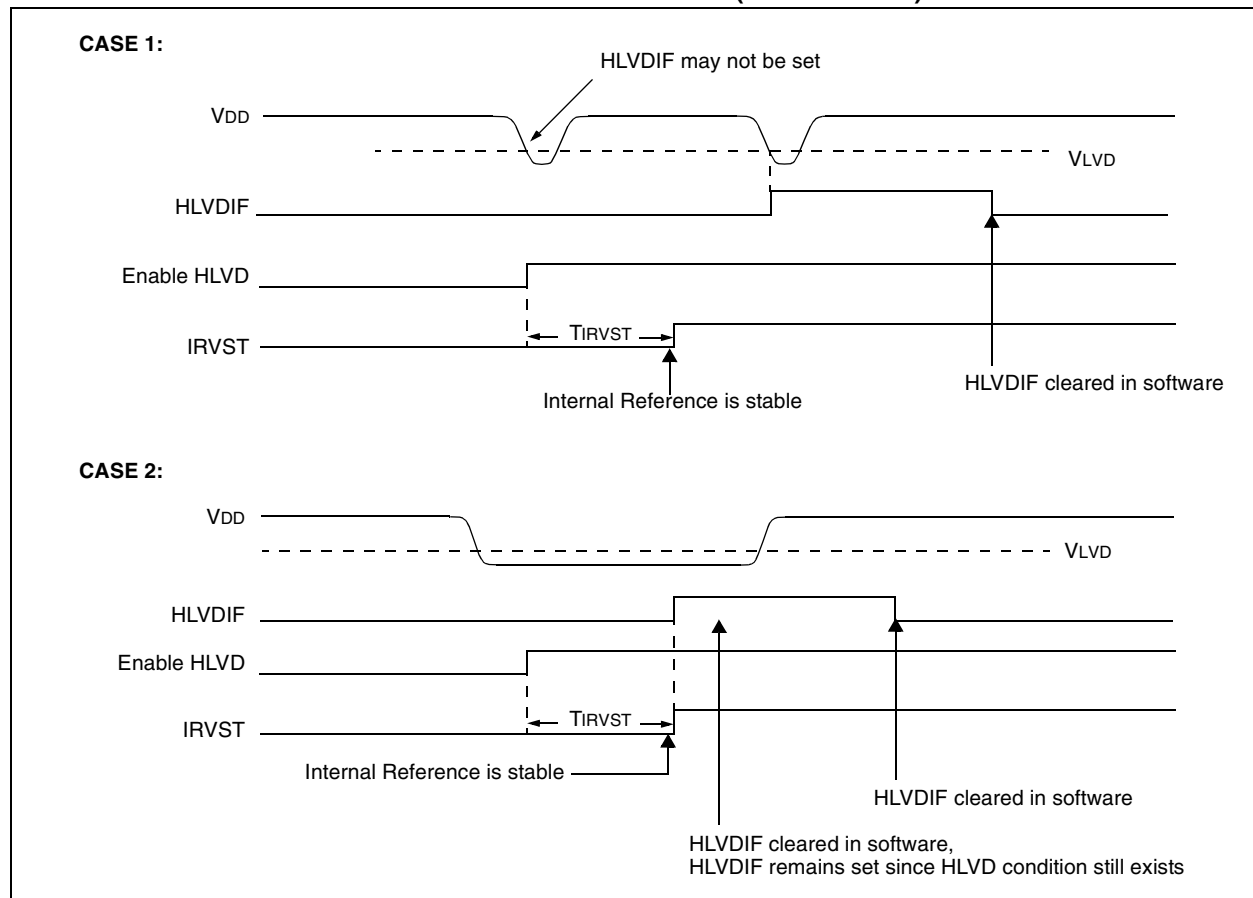 CASE 1:
HLVDIF may not be set
VDD
VLVD
HLVDIF
Enable HLVD
TIRVST
IRVST
HLVDIF cleared in software
Internal Reference is stable
CASE 2:
VDD
VLVD
HLVDIF
Enable HLVD
TIRVST
IRVST
Internal Reference is stable
HLVDIF cleared in software
HLVDIF cleared in software,
HLVDIF remains set since HLVD condition still exists